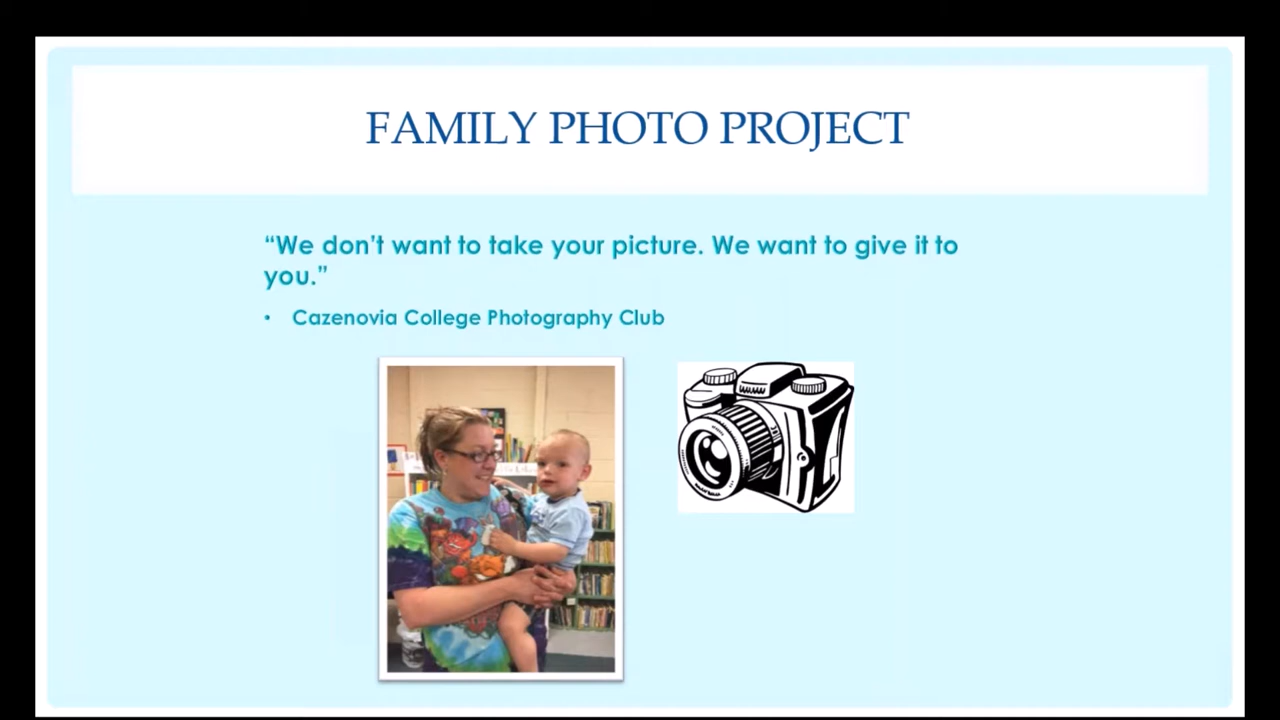 FAMILY PHOTO PROJECT
“We don’t want to take your picture. We want to give it to
you.”
• Cazenovia College Photography Club